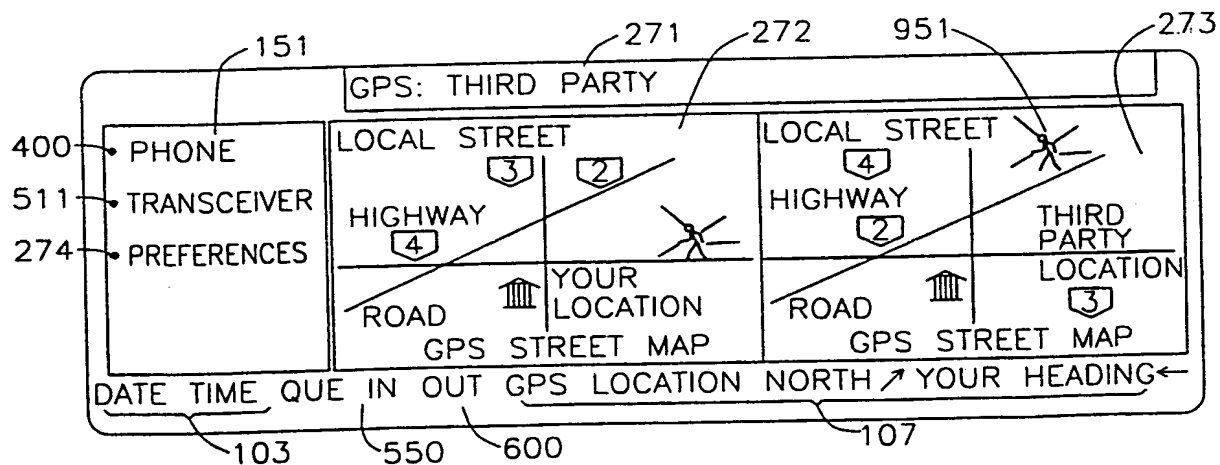 151 271 272 951 273
GPS: THIRD PARTY
400 PHONE
511 TRANSCEIVER
274 PREFERENCES
LOCAL STREET
3 2
HIGHWAY
4
YOUR
LOCATION
ROAD
GPS STREET MAP
LOCAL STREET
4
HIGHWAY
2
THIRD
PARTY
LOCATION
3
ROAD
GPS STREET MAP
DATE TIME QUE IN OUT GPS LOCATION NORTH ↗ YOUR HEADING ←
103 550 600 107